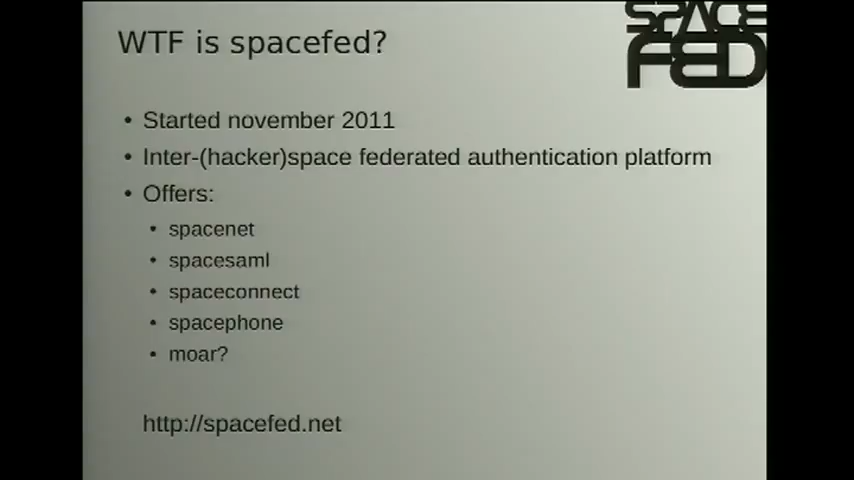 SPACE
FED
WTF is spacefed?
• Started november 2011
• Inter-(hacker)space federated authentication platform
• Offers:
• spacenet
• spacesaml
• spaceconnect
• spacephone
• moar?
http://spacefed.net